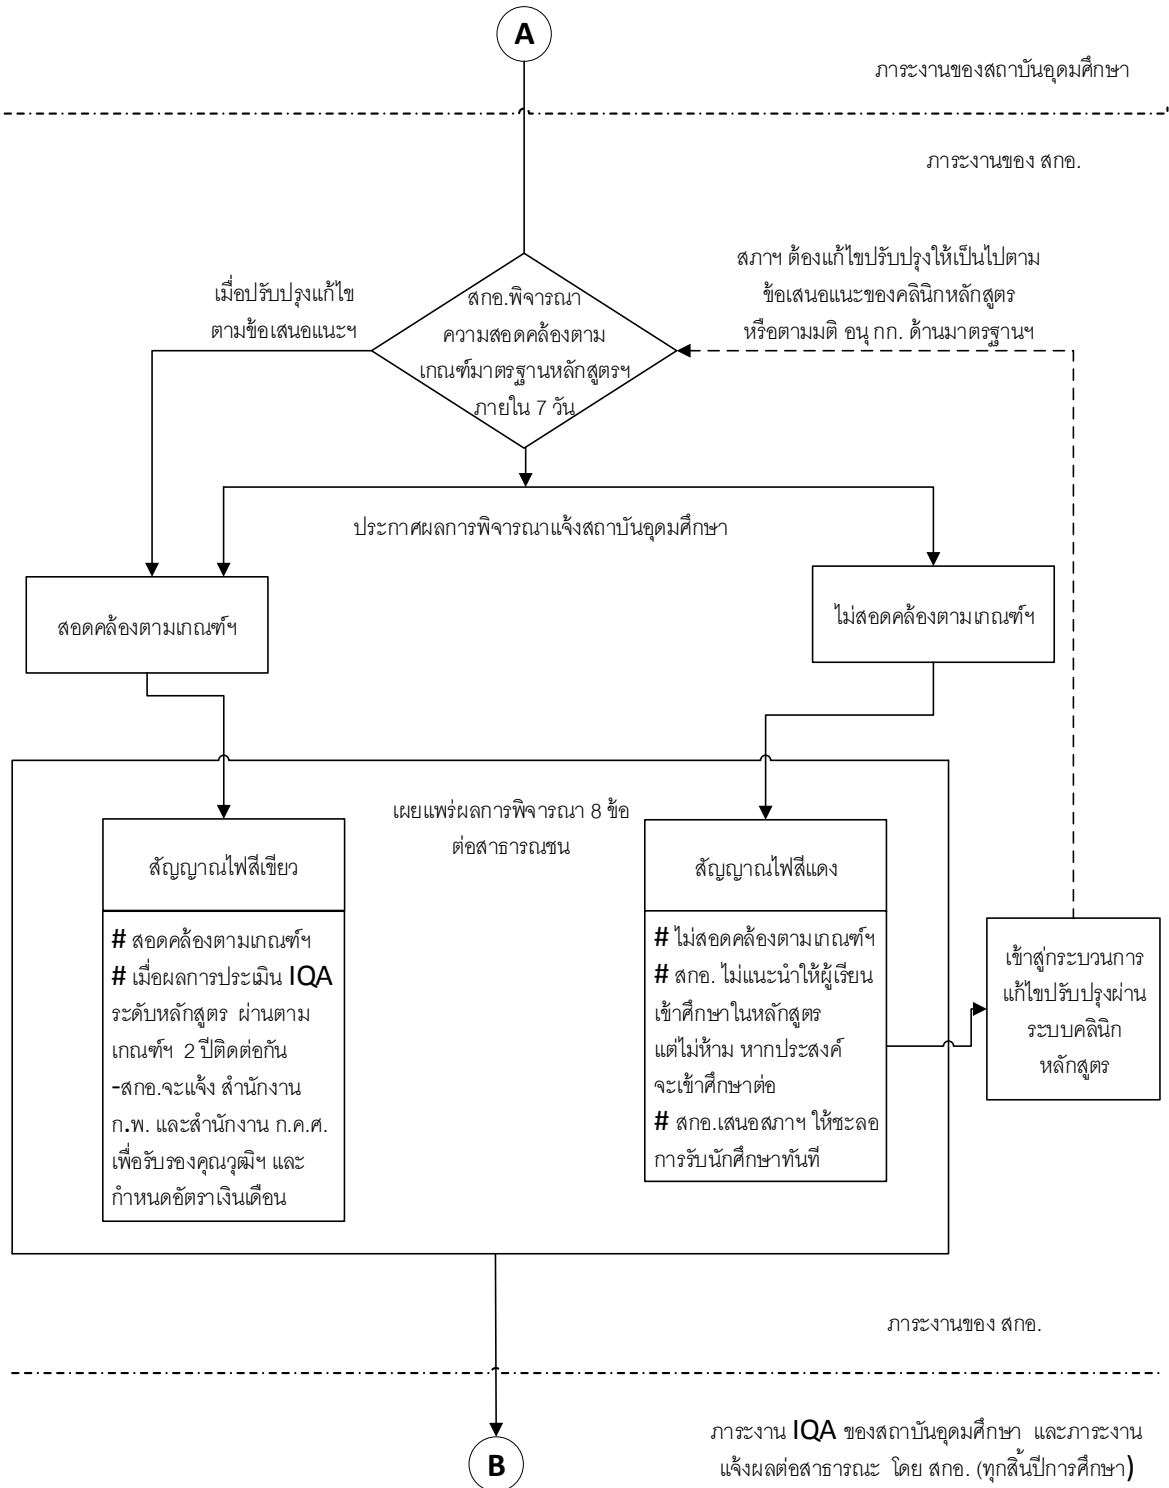 A
ภาระงานของสถาบันอุดมศึกษา
ภาระงานของ สกอ.
เมื่อปรับปรุงแก้ไข
ตามข้อเสนอแนะฯ
สกอ.พิจารณา
ความสอดคล้องตาม
เกณฑ์มาตรฐานหลักสูตรฯ
ภายใน 7 วัน
สภาฯ ต้องแก้ไขปรับปรุงให้เป็นไปตาม
ข้อเสนอแนะของคลินิกหลักสูตร
หรือตามมติ อนุ กก. ด้านมาตรฐานฯ
ประกาศผลการพิจารณาแจ้งสถาบันอุดมศึกษา
สอดคล้องตามเกณฑ์ฯ
ไม่สอดคล้องตามเกณฑ์ฯ
เผยแพร่ผลการพิจารณา 8 ข้อ
ต่อสาธารณชน
สัญญาณไฟสีเขียว
# สอดคล้องตามเกณฑ์ฯ
# เมื่อผลการประเมิน IQA
ระดับหลักสูตร ผ่านตาม
เกณฑ์ฯ 2 ปีติดต่อกัน
-สกอ.จะแจ้ง สำนักงาน
ก.พ. และสำนักงาน ก.ค.ศ.
เพื่อรับรองคุณวุฒิฯ และ
กำหนดอัตราเงินเดือน
สัญญาณไฟสีแดง
# ไม่สอดคล้องตามเกณฑ์ฯ
# สกอ. ไม่แนะนำให้ผู้เรียน
เข้าศึกษาในหลักสูตร
แต่ไม่ห้าม หากประสงค์
จะเข้าศึกษาต่อ
# สกอ.เสนอสภาฯ ให้ชะลอ
การรับนักศึกษาทันที
เข้าสู่กระบวนการ
แก้ไขปรับปรุงผ่าน
ระบบคลินิก
หลักสูตร
ภาระงานของ สกอ.
ภาระงาน IQA ของสถาบันอุดมศึกษา และภาระงาน
แจ้งผลต่อสาธารณะ โดย สกอ. (ทุกสิ้นปีการศึกษา)
B